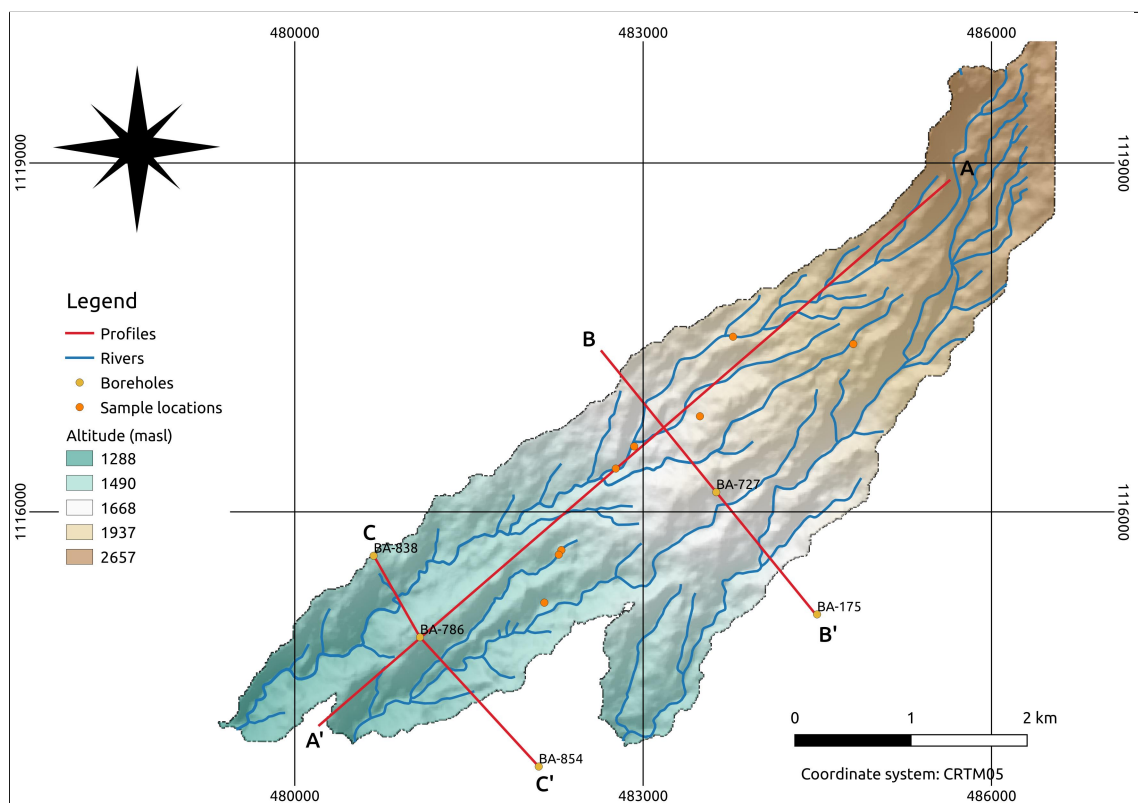 480000
483000
486000
1119000
1119000
A
Legend
Profiles
Rivers
Boreholes
Sample locations
Altitude (masl)
1288
1490
1668
1937
2657
B
BA-727
1116000
1116000
C
BA-838
BA-175
B'
BA-786
A'
BA-854
C'
0 1 2 km
Coordinate system: CRTM05
480000
483000
486000